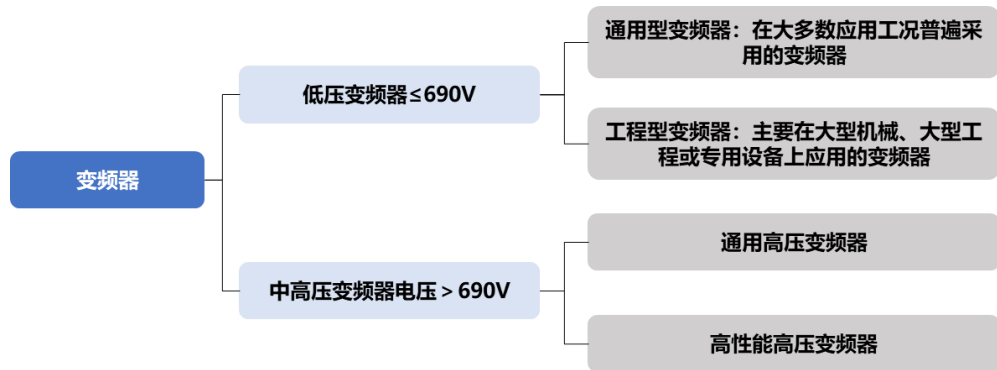 变频器
低压变频器≤690V
通用型变频器：在大多数应用工况普遍采
用的变频器
工程型变频器：主要在大型机械、大型工
程或专用设备上应用的变频器
中高压变频器电压＞690V
通用高压变频器
高性能高压变频器